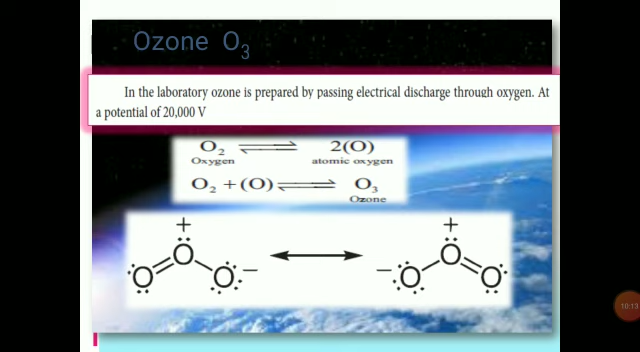 Ozone O₃
In the laboratory ozone is prepared by passing electrical discharge through oxygen. At
a potential of 20,000 V
O₂ ⇌ 2(O)
Oxygen atomic oxygen
O₂ + (O) ⇌ O₃
Ozone
+ +
Ö Ö
O O − ↔ − O O
10:13